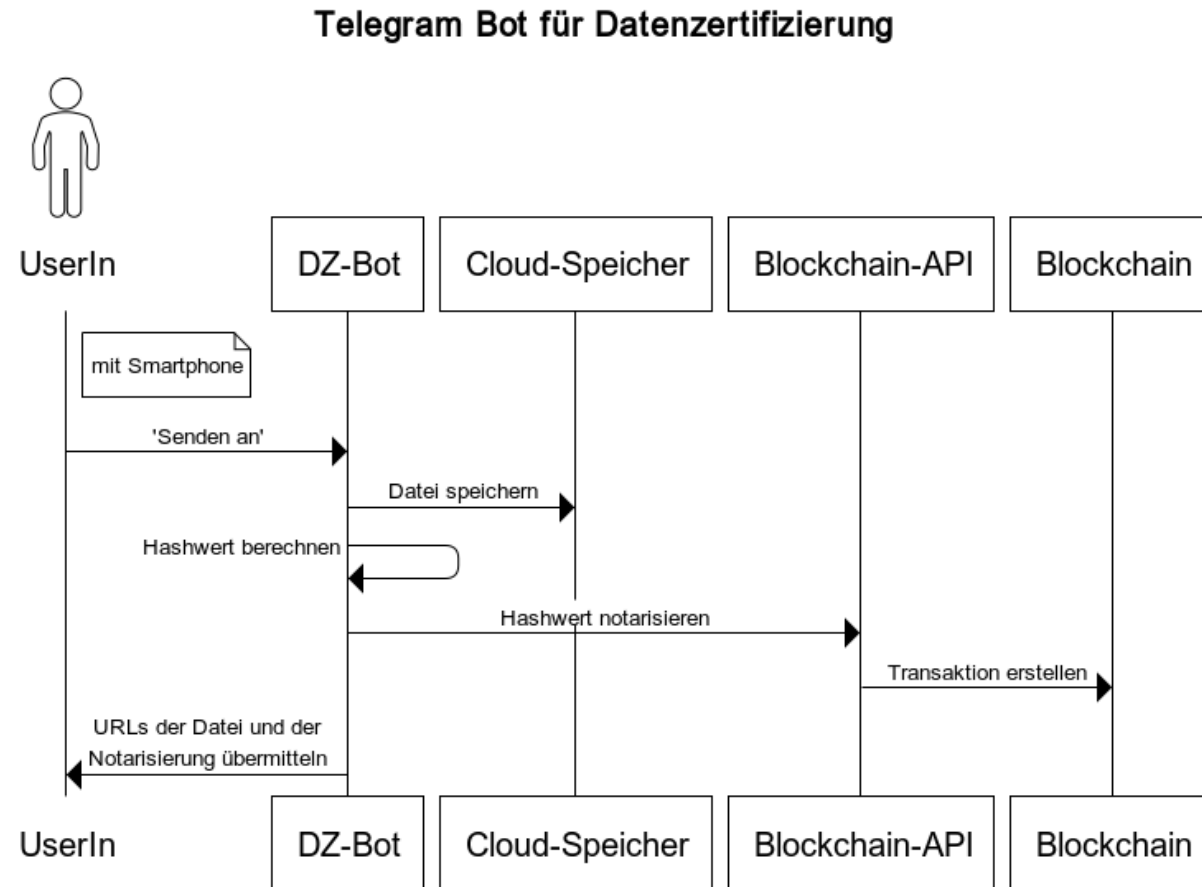 Telegram Bot für Datenzertifizierung
UserIn
DZ-Bot
Cloud-Speicher
Blockchain-API
Blockchain
mit Smartphone
'Senden an'
Datei speichern
Hashwert berechnen
Hashwert notarisieren
Transaktion erstellen
URLs der Datei und der
Notarisierung übermitteln
UserIn
DZ-Bot
Cloud-Speicher
Blockchain-API
Blockchain